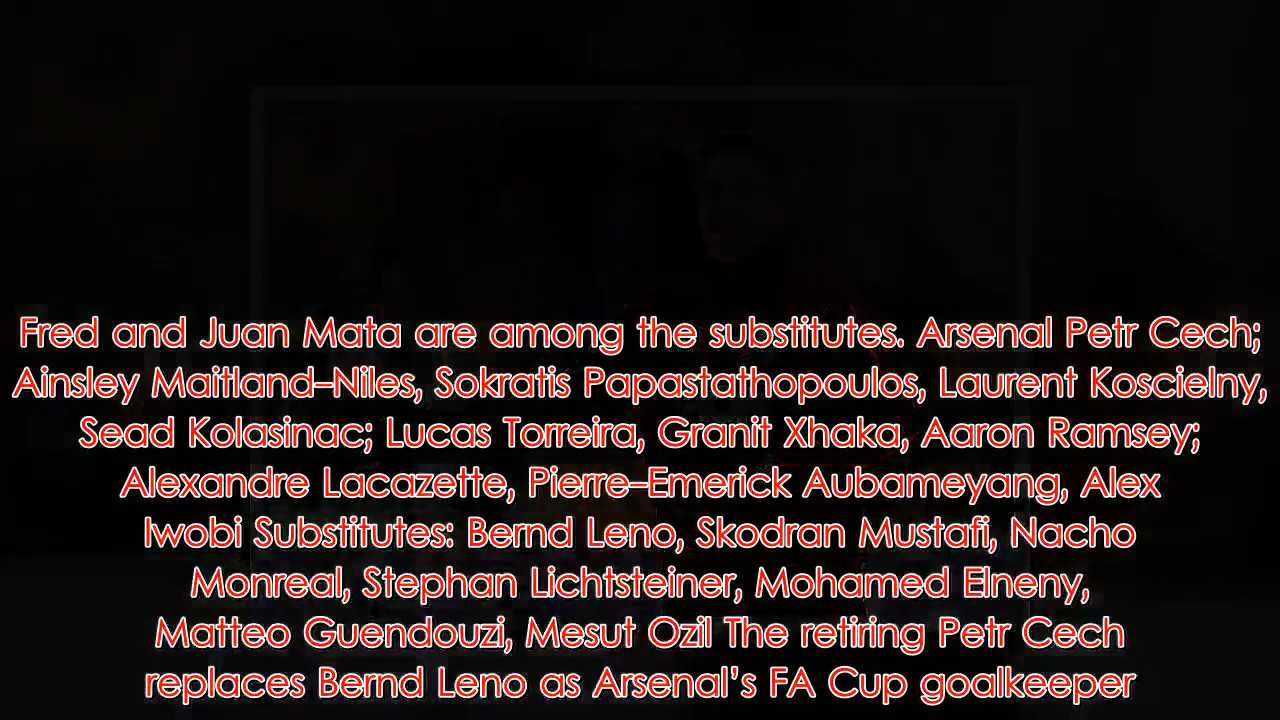 Fred and Juan Mata are among the substitutes. Arsenal Petr Cech;
Ainsley Maitland–Niles, Sokratis Papastathopoulos, Laurent Koscielny,
Sead Kolasinac; Lucas Torreira, Granit Xhaka, Aaron Ramsey;
Alexandre Lacazette, Pierre–Emerick Aubameyang, Alex
Iwobi Substitutes: Bernd Leno, Skodran Mustafi, Nacho
Monreal, Stephan Lichtsteiner, Mohamed Elneny,
Matteo Guendouzi, Mesut Ozil The retiring Petr Cech
replaces Bernd Leno as Arsenal’s FA Cup goalkeeper